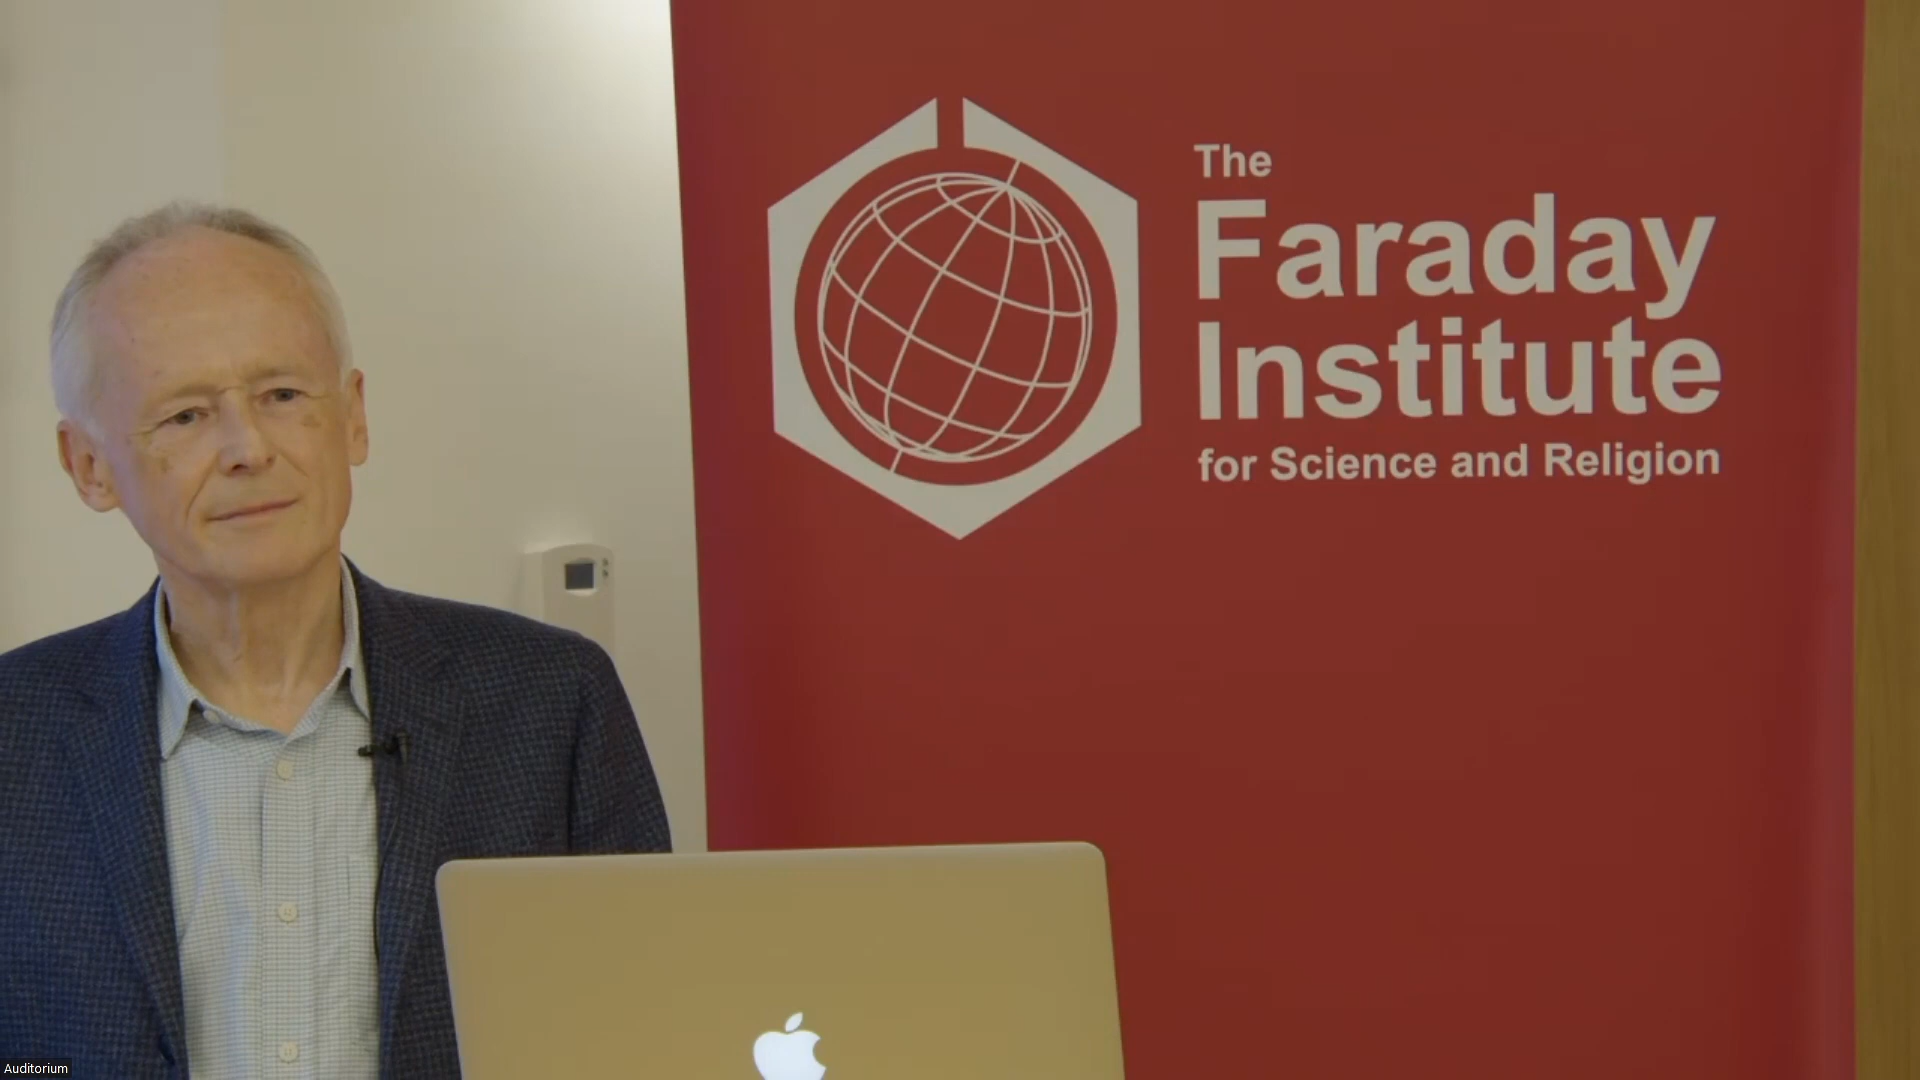 The
Faraday
Institute
for Science and Religion
Auditorium